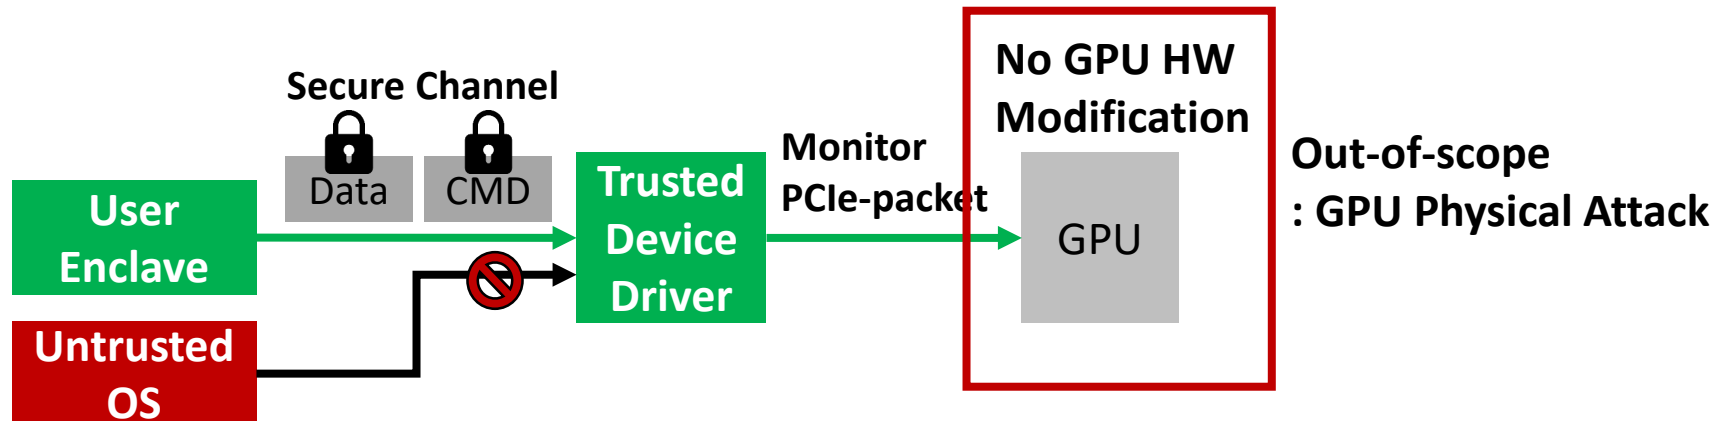 Secure Channel
Data
CMD
User
Enclave
Untrusted
OS
Trusted
Device
Driver
Monitor
PCIe-packet
No GPU HW
Modification
GPU
Out-of-scope
: GPU Physical Attack